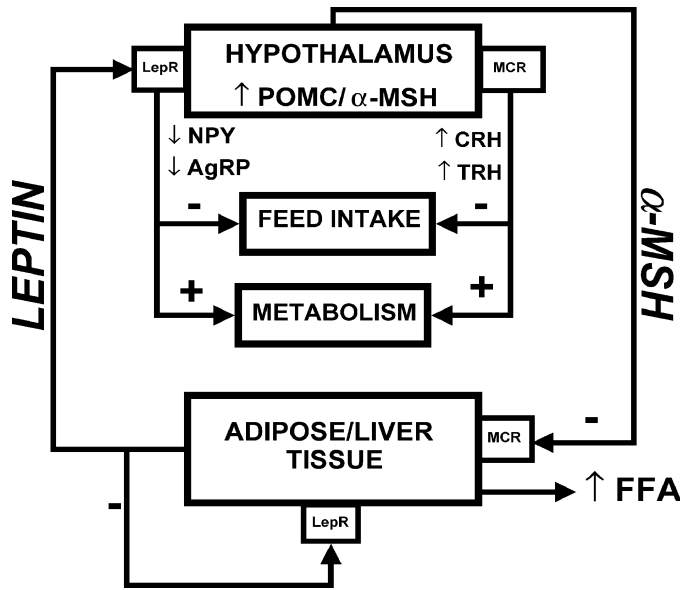 HYPOTHALAMUS
LepR
MCR
↑ POMC/ α-MSH
↓ NPY
↓ AgRP
↑ CRH
↑ TRH
- FEED INTAKE -
+ METABOLISM +
LEPTIN
α-MSH
ADIPOSE/LIVER
TISSUE
MCR
-
↑ FFA
-
LepR